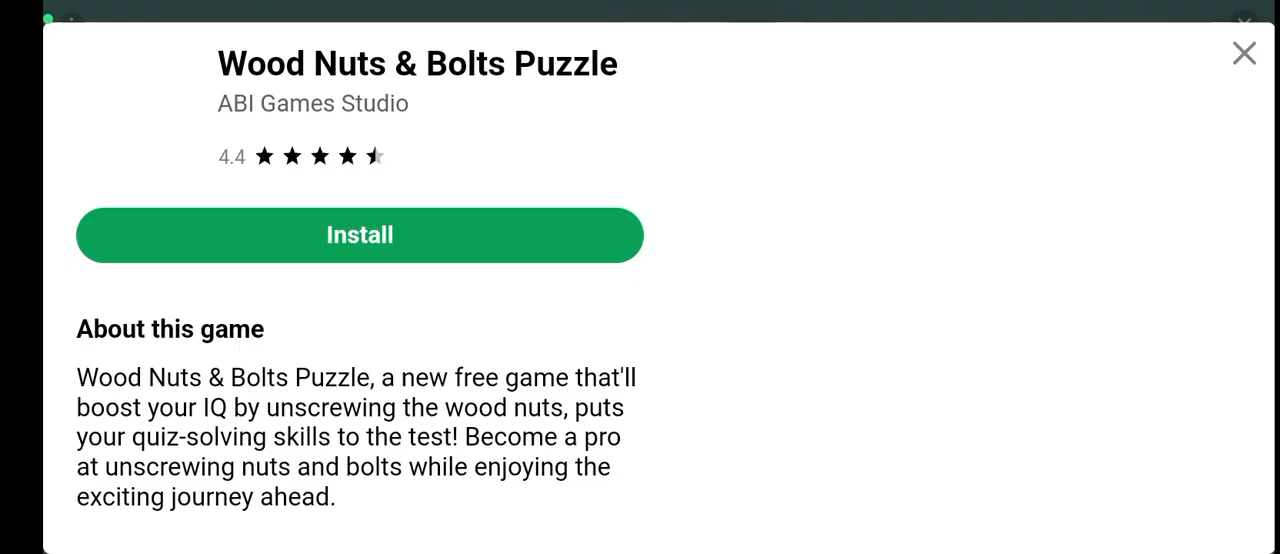 Wood Nuts & Bolts Puzzle
ABI Games Studio
4.4
Install
About this game
Wood Nuts & Bolts Puzzle, a new free game that'll
boost your IQ by unscrewing the wood nuts, puts
your quiz-solving skills to the test! Become a pro
at unscrewing nuts and bolts while enjoying the
exciting journey ahead.